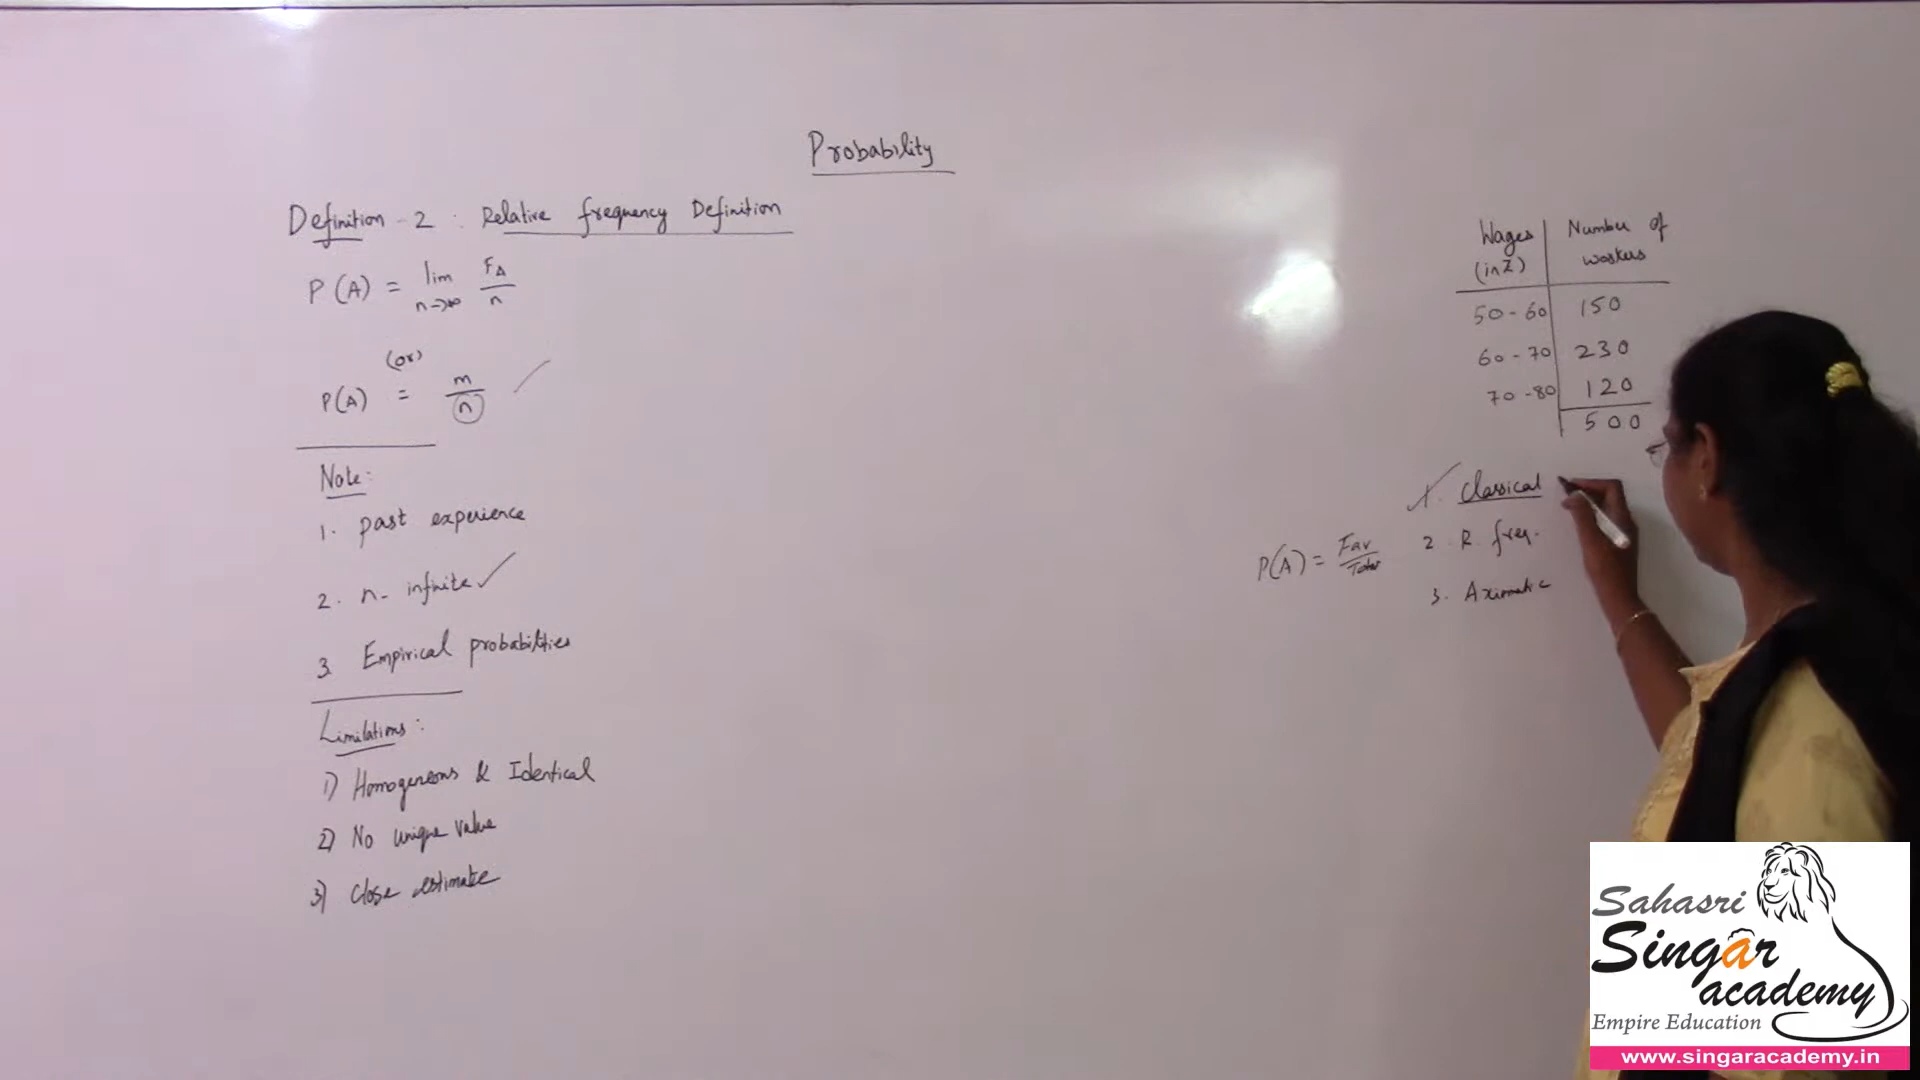 Probability
Definition - 2 : Relative frequency Definition
P(A) = lim n→∞ FA/n
(or)
P(A) = m/n
Note:
1. Past experience
2. n- infinite ✓
3. Empirical probabilities
Limitations :
1) Homogeneous & Identical
2) No unique value
3) Close estimate
Wages (in ₹) Number of workers
50 - 60 150
60 - 70 230
70 - 80 120
500
1. Classical
2. R. freq.
3. Axiomatic
P(A) = Fav/Total
Sahasri
Singar
academy
Empire Education
www.singaracademy.in